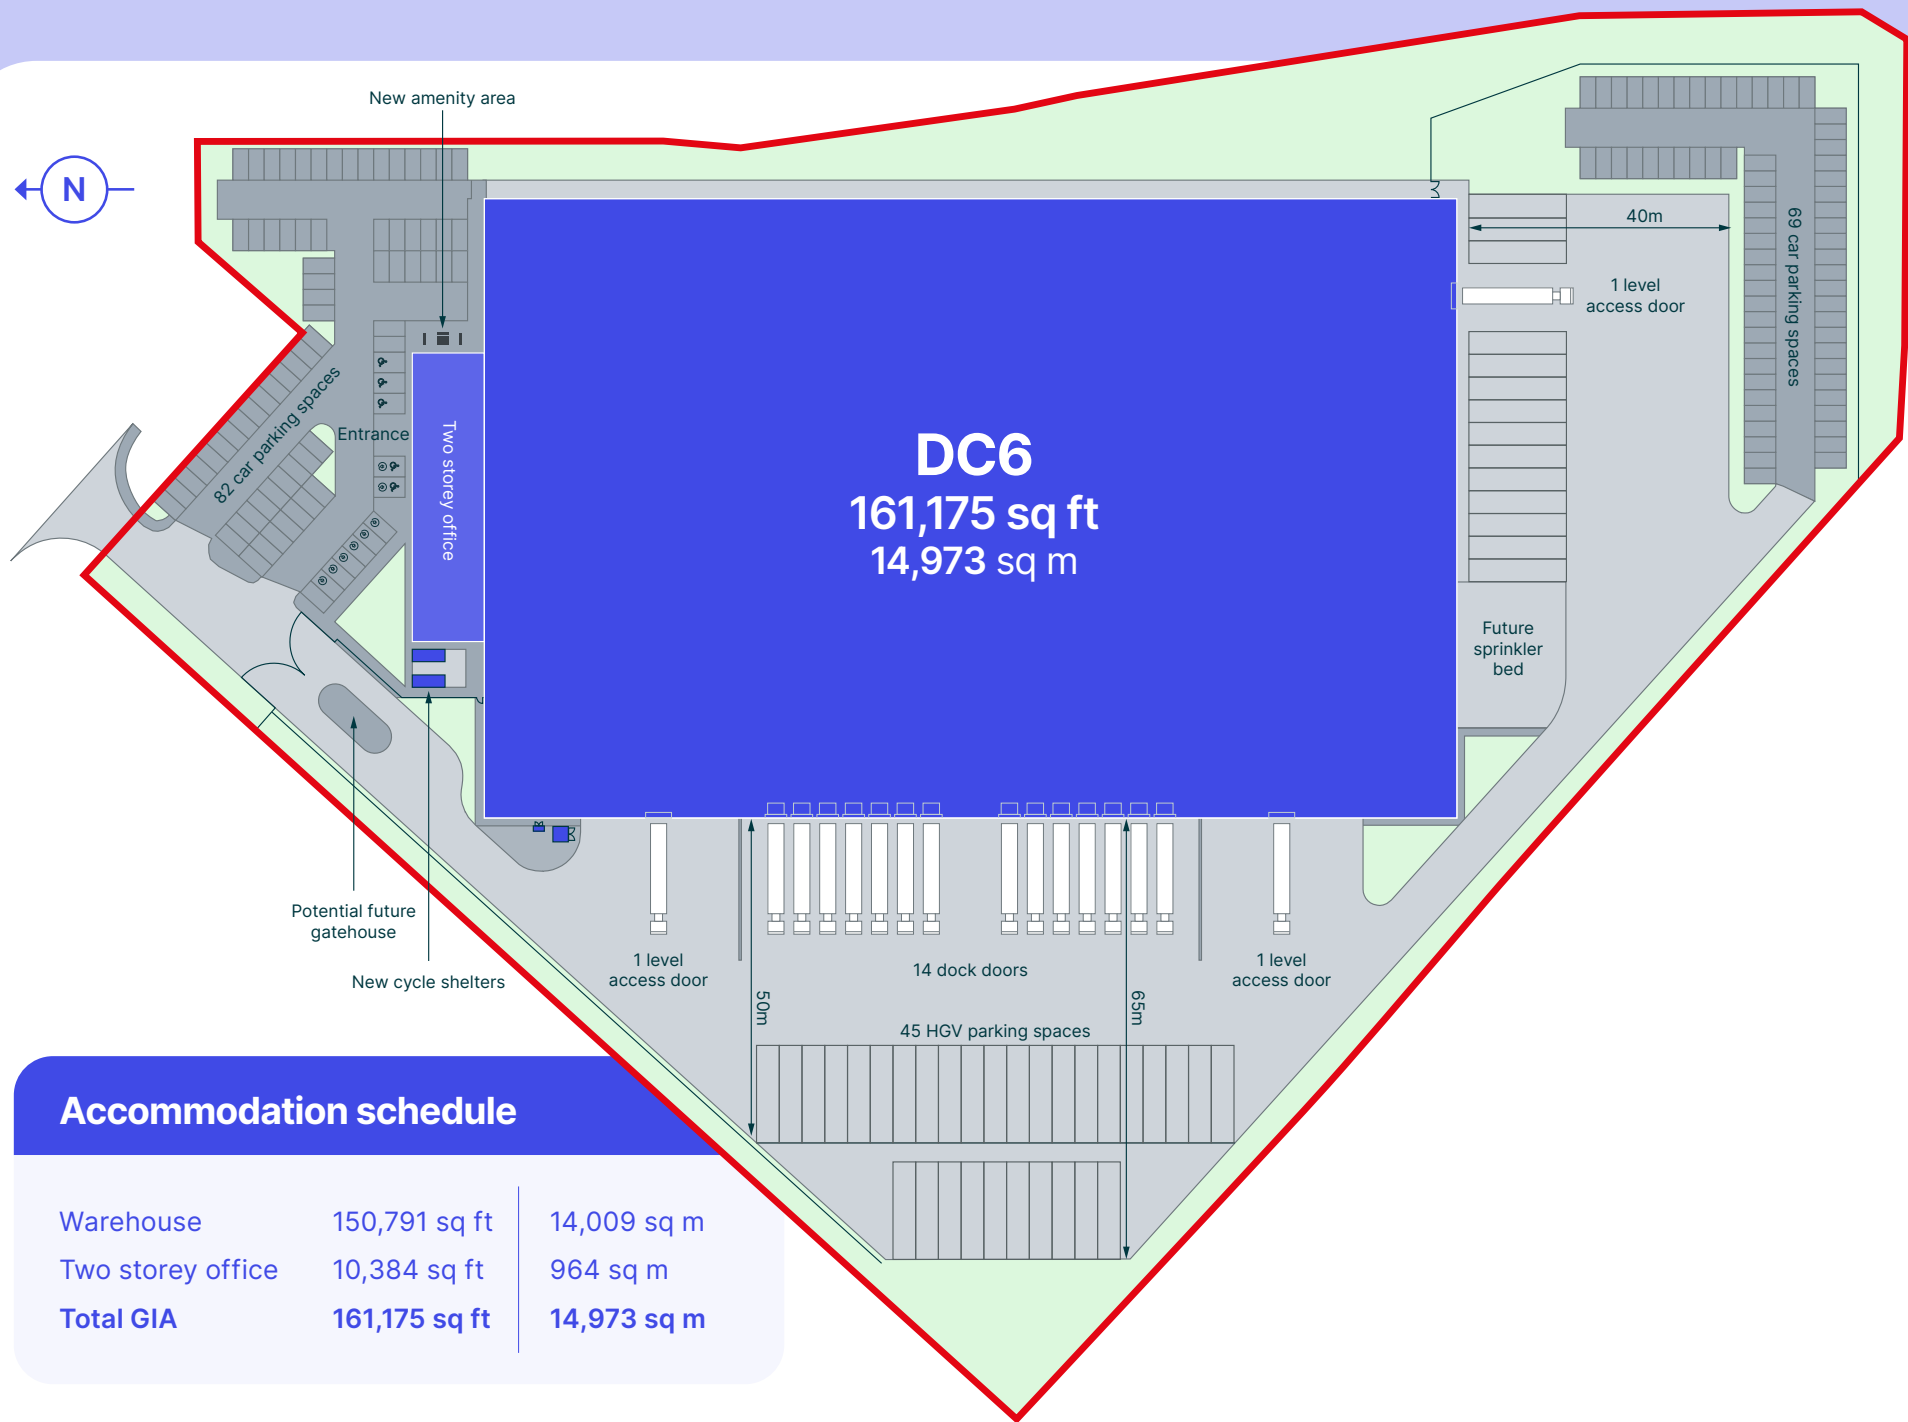 New amenity area
N
40m
1 level
access door
69 car parking spaces
82 car parking spaces
Entrance
Two storey office
DC6
161,175 sq ft
14,973 sq m
Future
sprinkler
bed
Potential future
gatehouse
New cycle shelters
1 level
access door
14 dock doors
1 level
access door
50m
65m
45 HGV parking spaces
Accommodation schedule
Warehouse 150,791 sq ft 14,009 sq m
Two storey office 10,384 sq ft 964 sq m
Total GIA 161,175 sq ft 14,973 sq m